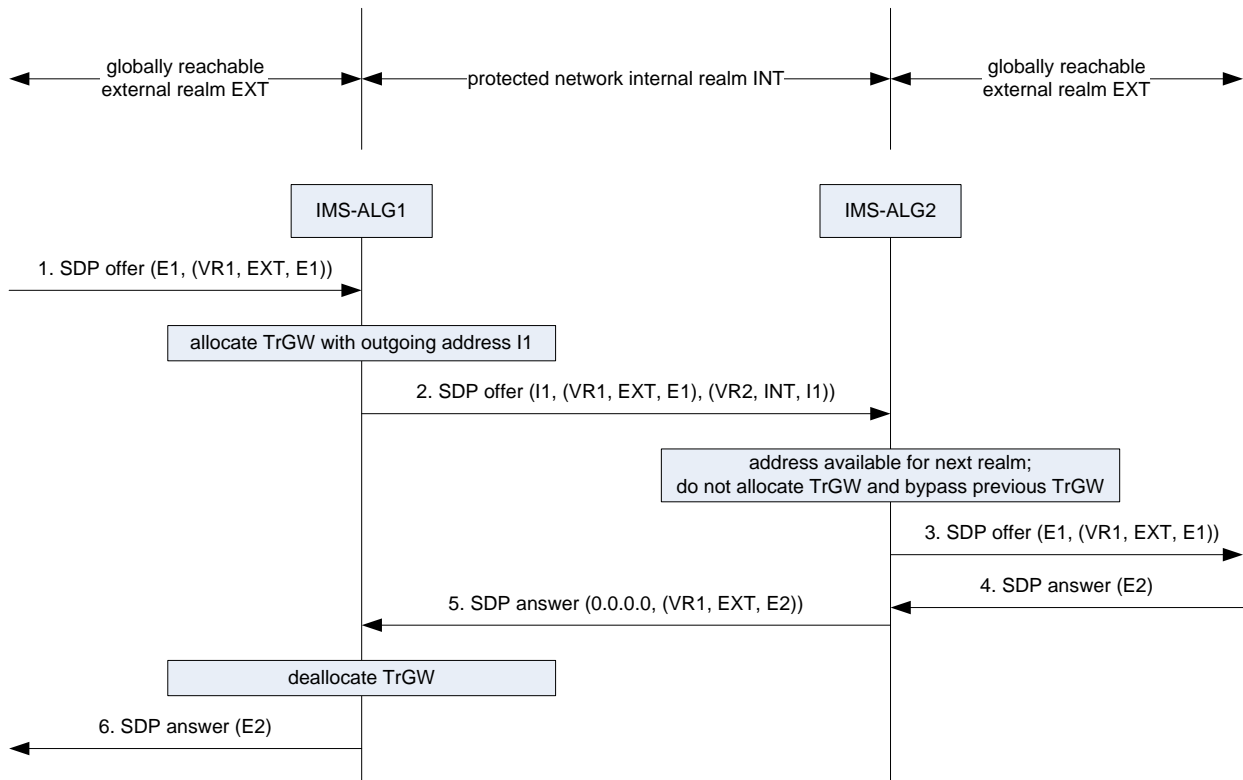 globally reachable
external realm EXT
protected network internal realm INT
globally reachable
external realm EXT
IMS-ALG1
IMS-ALG2
1. SDP offer (E1, (VR1, EXT, E1))
allocate TrGW with outgoing address I1
2. SDP offer (I1, (VR1, EXT, E1), (VR2, INT, I1))
address available for next realm;
do not allocate TrGW and bypass previous TrGW
3. SDP offer (E1, (VR1, EXT, E1))
4. SDP answer (E2)
5. SDP answer (0.0.0.0, (VR1, EXT, E2))
deallocate TrGW
6. SDP answer (E2)